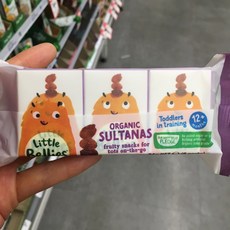 Little
Bellies
ORGANIC
SULTANAS
fruity snacks for
tots on-the-go
Toddlers
in training
12+